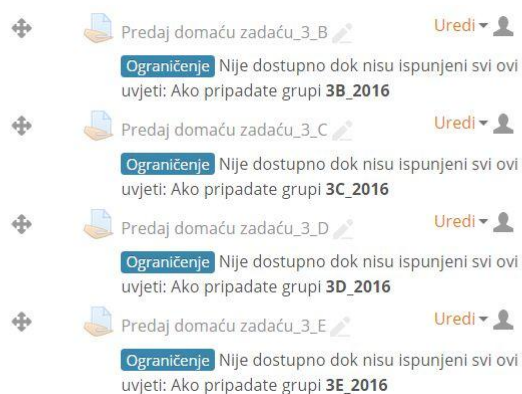 Predaj domaću zadaću_3_B Uredi
Ograničenje Nije dostupno dok nisu ispunjeni svi ovi
uvjeti: Ako pripadate grupi 3B_2016
Predaj domaću zadaću_3_C Uredi
Ograničenje Nije dostupno dok nisu ispunjeni svi ovi
uvjeti: Ako pripadate grupi 3C_2016
Predaj domaću zadaću_3_D Uredi
Ograničenje Nije dostupno dok nisu ispunjeni svi ovi
uvjeti: Ako pripadate grupi 3D_2016
Predaj domaću zadaću_3_E Uredi
Ograničenje Nije dostupno dok nisu ispunjeni svi ovi
uvjeti: Ako pripadate grupi 3E_2016